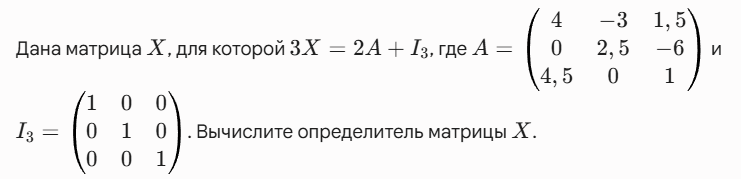 Дана матрица X, для которой 3X = 2A + I₃, где A = \begin{pmatrix} 4 & -3 & 1,5 \\ 0 & 2,5 & -6 \\ 4,5 & 0 & 1 \end{pmatrix} и
I₃ = \begin{pmatrix} 1 & 0 & 0 \\ 0 & 1 & 0 \\ 0 & 0 & 1 \end{pmatrix}. Вычислите определитель матрицы X.